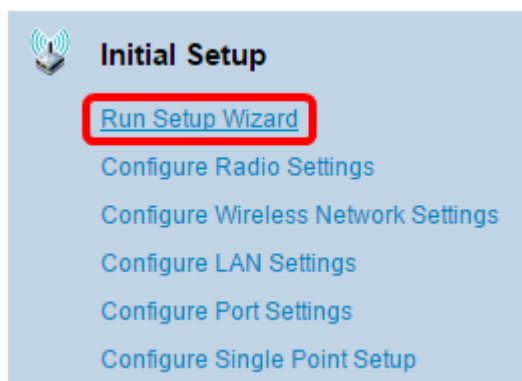 Initial Setup
Run Setup Wizard
Configure Radio Settings
Configure Wireless Network Settings
Configure LAN Settings
Configure Port Settings
Configure Single Point Setup